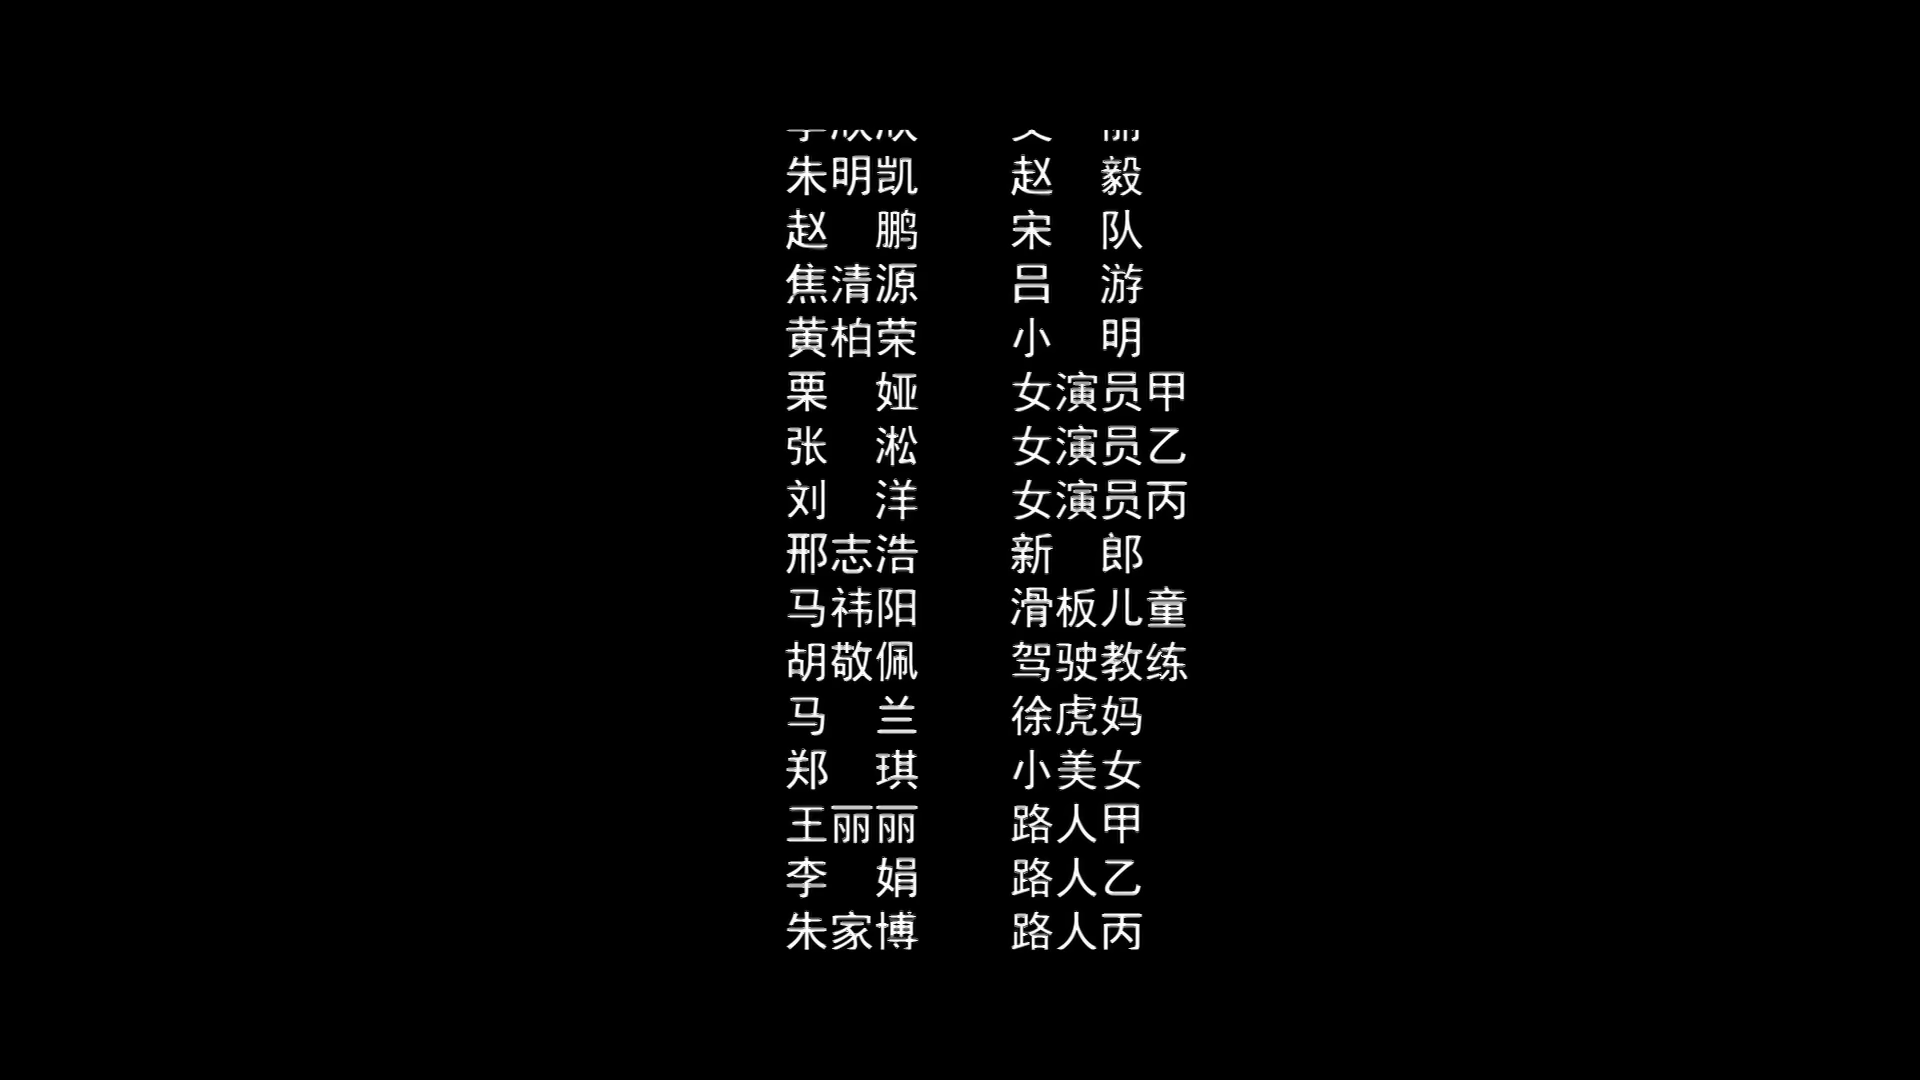 朱明凯 赵 毅
赵 鹏 宋 队
焦清源 吕 游
黄柏荣 小 明
栗 娅 女演员甲
张 淞 女演员乙
刘 洋 女演员丙
邢志浩 新 郎
马祎阳 滑板儿童
胡敬佩 驾驶教练
马 兰 徐虎妈
郑 琪 小美女
王丽丽 路人甲
李 娟 路人乙
朱家博 路人丙